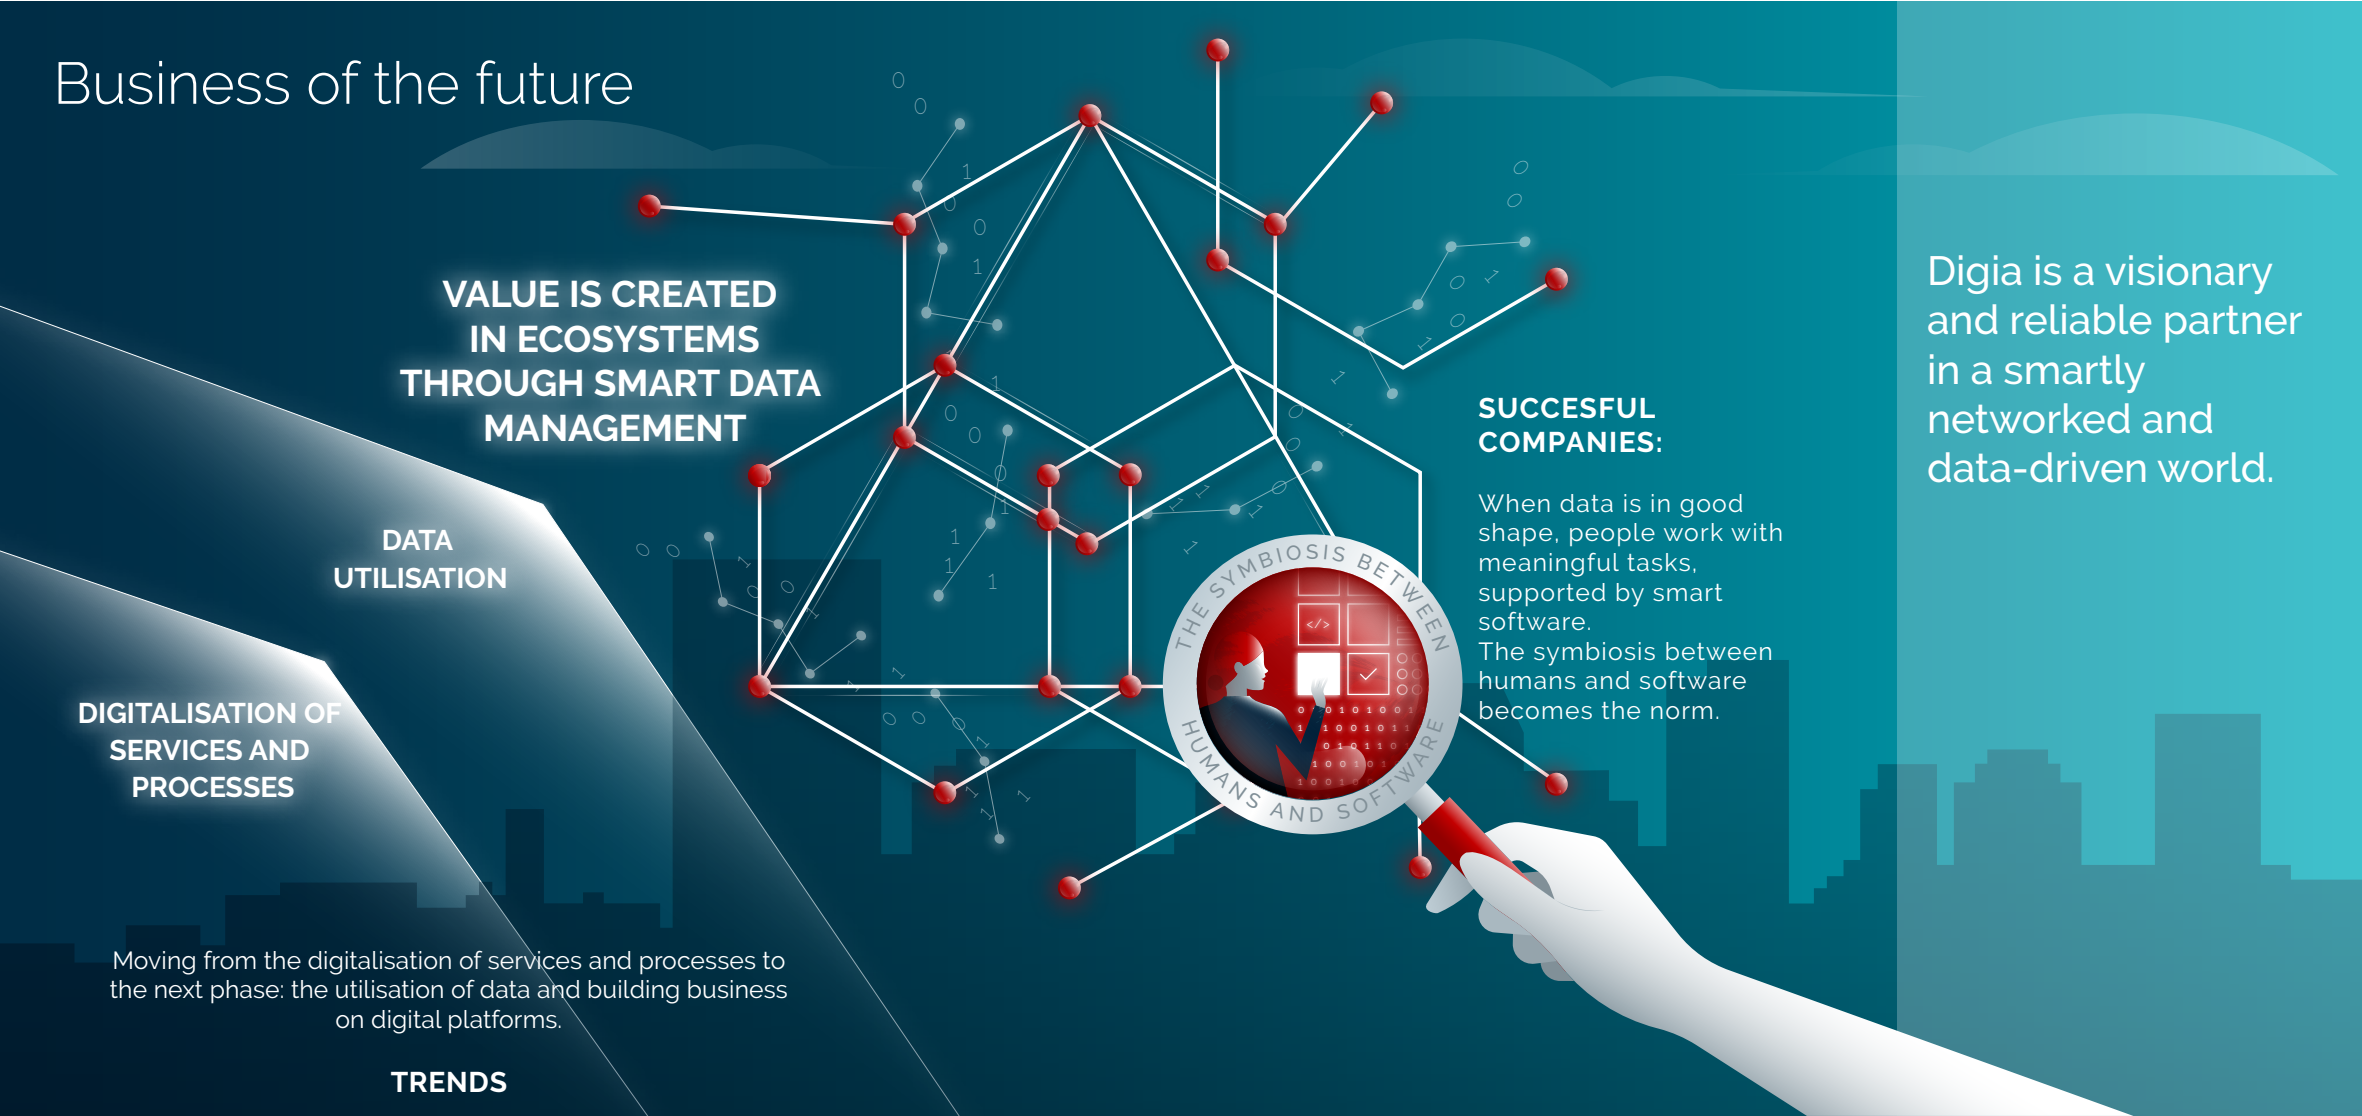 Business of the future
VALUE IS CREATED
IN ECOSYSTEMS
THROUGH SMART DATA
MANAGEMENT
DATA
UTILISATION
DIGITALISATION OF
SERVICES AND
PROCESSES
Moving from the digitalisation of services and processes to
the next phase: the utilisation of data and building business
on digital platforms.
TRENDS
THE SYMBIOSIS BETWEEN
HUMANS AND SOFTWARE
</>
SUCCESFUL
COMPANIES:
When data is in good
shape, people work with
meaningful tasks,
supported by smart
software.
The symbiosis between
humans and software
becomes the norm.
Digia is a visionary
and reliable partner
in a smartly
networked and
data-driven world.